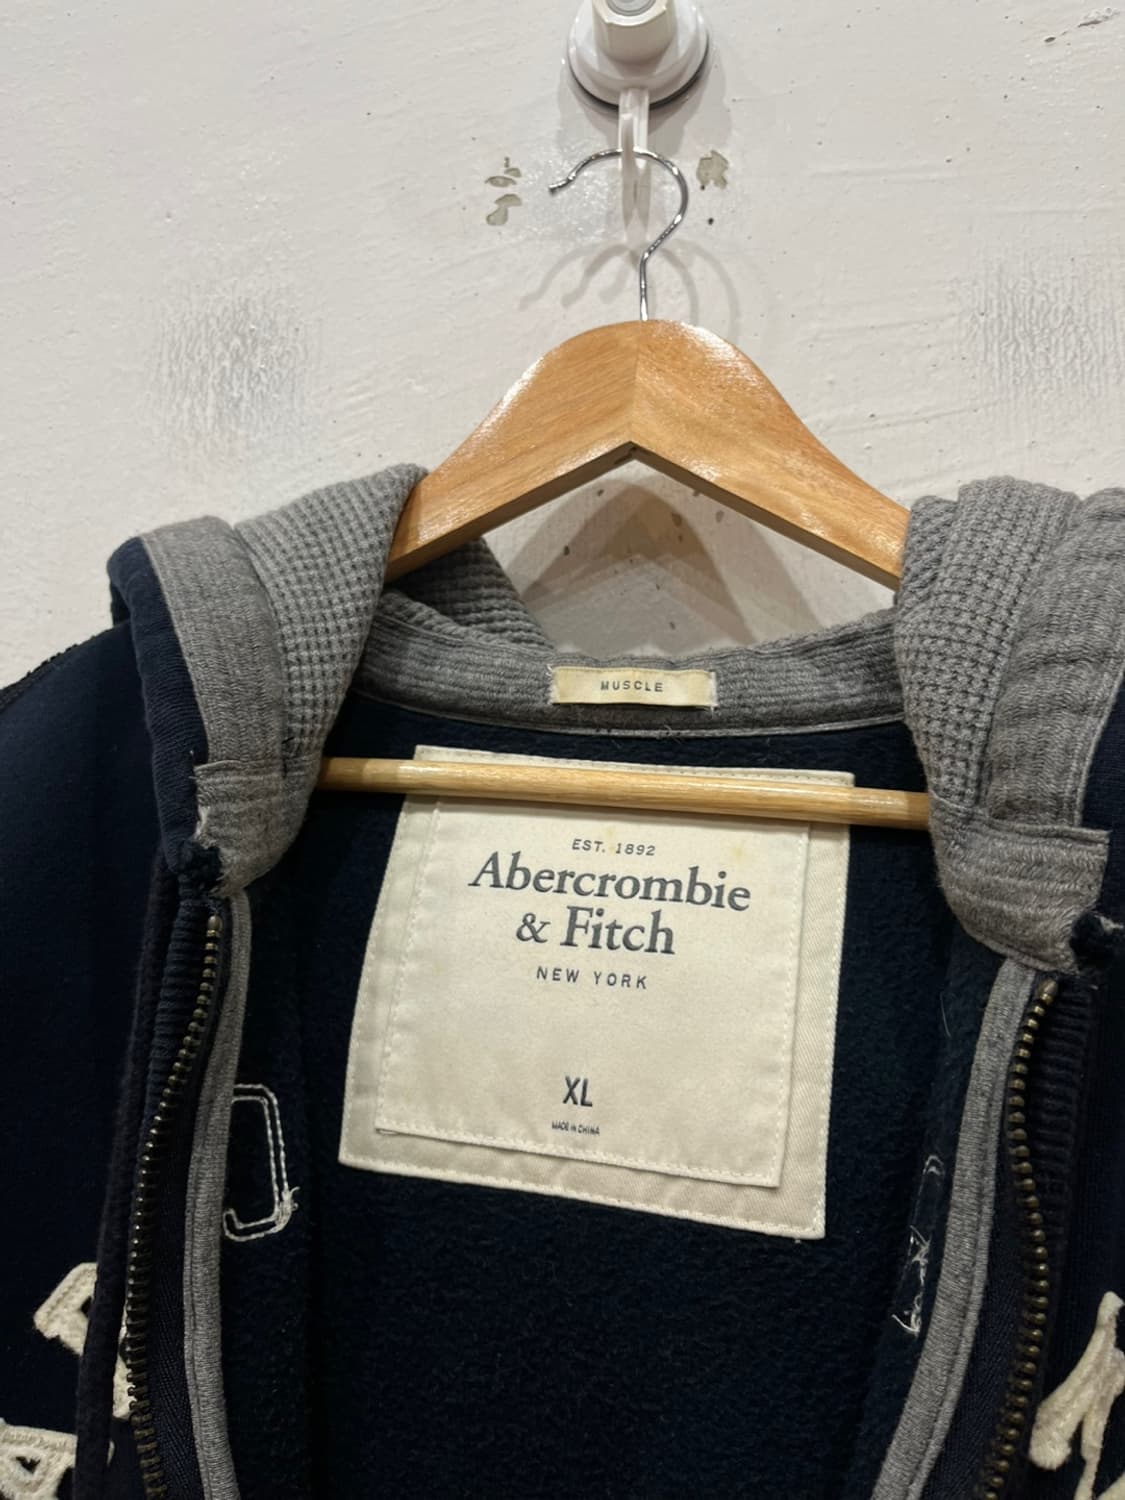 MUSCLE
EST. 1892
Abercrombie
& Fitch
NEW YORK
XL
MADE IN CHINA